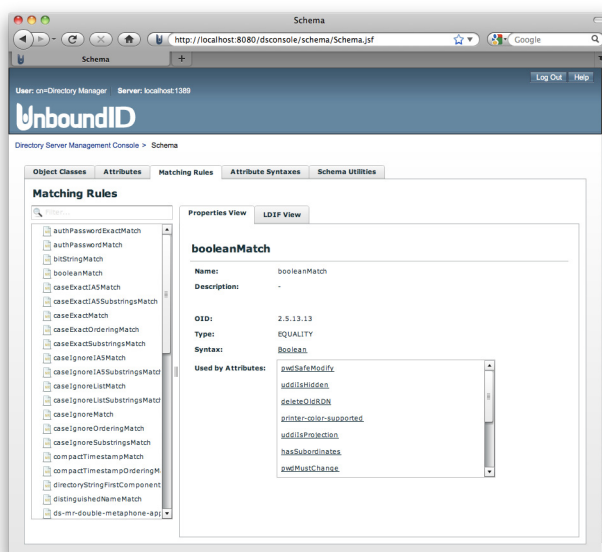 Schema
http://localhost:8080/dsconsole/schema/Schema.jsf
Google
Schema
Log Out Help
User: cn=Directory Manager Server: localhost:1389
UnboundID
Directory Server Management Console > Schema
Object Classes Attributes Matching Rules Attribute Syntaxes Schema Utilities
Matching Rules
Filter...
Properties View LDIF View
authPasswordExactMatch
authPasswordMatch
bitStringMatch
booleanMatch
caseExactIA5Match
caseExactIA5SubstringsMatch
caseExactMatch
caseExactOrderingMatch
caseExactSubstringsMatch
caseIgnoreIA5Match
caseIgnoreIA5SubstringsMatch
caseIgnoreListMatch
caseIgnoreListSubstringsMatch
caseIgnoreMatch
caseIgnoreOrderingMatch
caseIgnoreSubstringsMatch
compactTimestampMatch
compactTimestampOrderingM
directoryStringFirstComponent
distinguishedNameMatch
ds-mr-double-metaphone-app
booleanMatch
Name: booleanMatch
Description: -
OID: 2.5.13.13
Type: EQUALITY
Syntax: Boolean
Used by Attributes: pwdSafeModify
uddiIsHidden
deleteOldRDN
printer-color-supported
uddiIsProjection
hasSubordinates
pwdMustChange